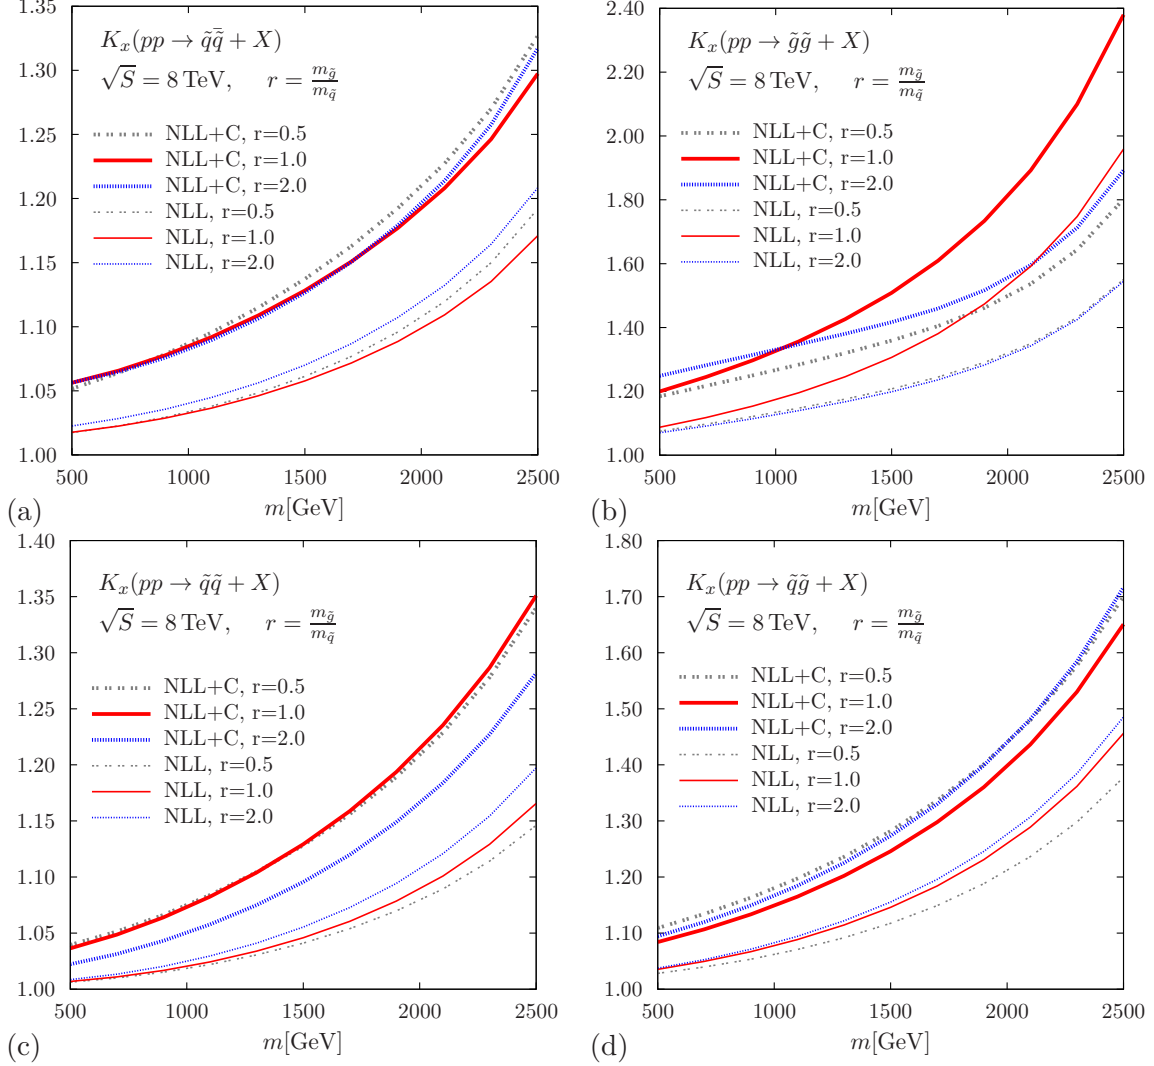 1.35
1.30
1.25
1.20
1.15
1.10
1.05
1.00
K_x(pp → q̃q̃̄ + X)
√S = 8 TeV, r = m_g̃/m_q̃
NLL+C, r=0.5
NLL+C, r=1.0
NLL+C, r=2.0
NLL, r=0.5
NLL, r=1.0
NLL, r=2.0
500 1000 1500 2000 2500
m[GeV]
(a)
2.40
2.20
2.00
1.80
1.60
1.40
1.20
1.00
K_x(pp → g̃g̃ + X)
√S = 8 TeV, r = m_g̃/m_q̃
NLL+C, r=0.5
NLL+C, r=1.0
NLL+C, r=2.0
NLL, r=0.5
NLL, r=1.0
NLL, r=2.0
500 1000 1500 2000 2500
m[GeV]
(b)
1.40
1.35
1.30
1.25
1.20
1.15
1.10
1.05
1.00
K_x(pp → q̃q̃ + X)
√S = 8 TeV, r = m_g̃/m_q̃
NLL+C, r=0.5
NLL+C, r=1.0
NLL+C, r=2.0
NLL, r=0.5
NLL, r=1.0
NLL, r=2.0
500 1000 1500 2000 2500
m[GeV]
(c)
1.80
1.70
1.60
1.50
1.40
1.30
1.20
1.10
1.00
K_x(pp → q̃g̃ + X)
√S = 8 TeV, r = m_g̃/m_q̃
NLL+C, r=0.5
NLL+C, r=1.0
NLL+C, r=2.0
NLL, r=0.5
NLL, r=1.0
NLL, r=2.0
500 1000 1500 2000 2500
m[GeV]
(d)